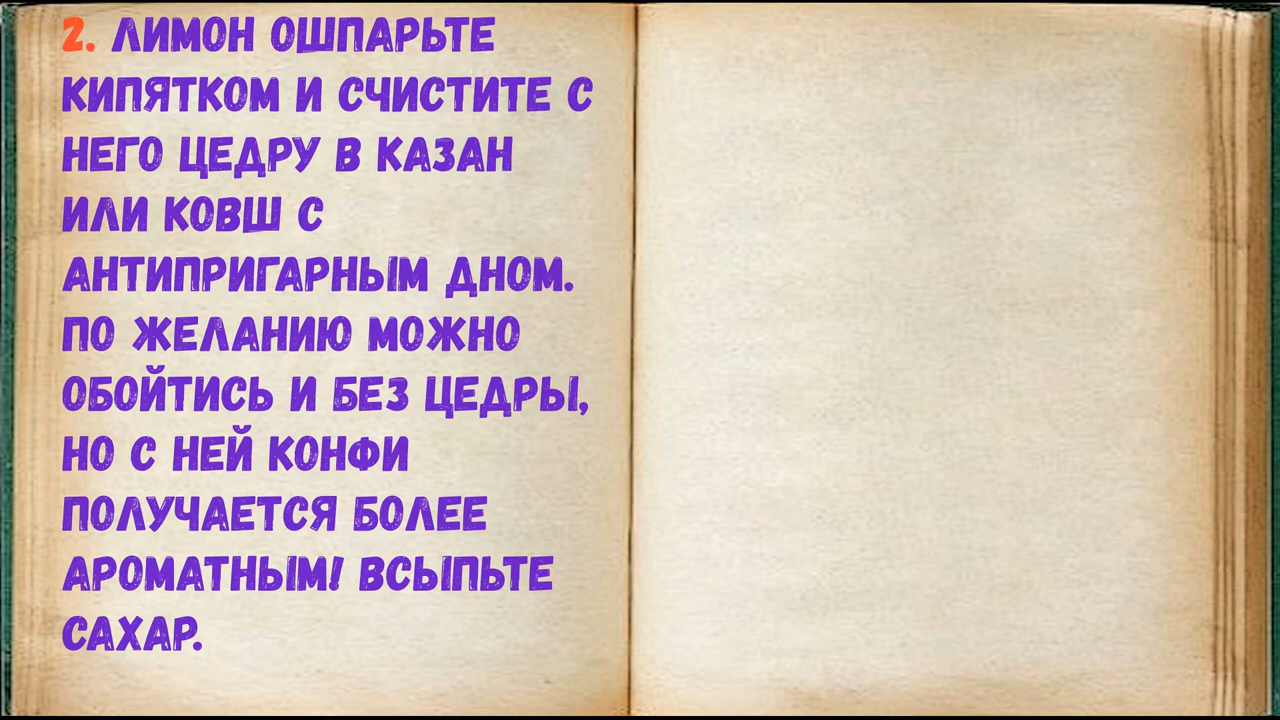 2. ЛИМОН ОШПАРЬТЕ
КИПЯТКОМ И СЧИСТИТЕ С
НЕГО ЦЕДРУ В КАЗАН
ИЛИ КОВШ С
АНТИПРИГАРНЫМ ДНОМ.
ПО ЖЕЛАНИЮ МОЖНО
ОБОЙТИСЬ И БЕЗ ЦЕДРЫ,
НО С НЕЙ КОНФИ
ПОЛУЧАЕТСЯ БОЛЕЕ
АРОМАТНЫМ! ВСЫПЬТЕ
САХАР.